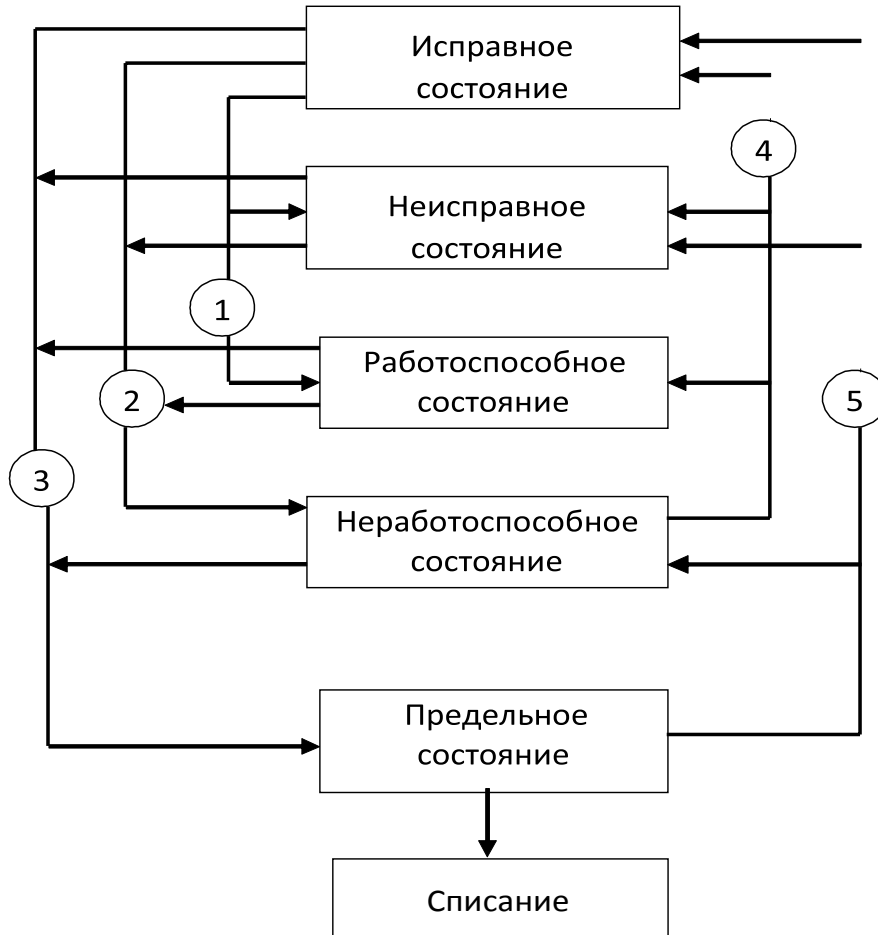 Исправное
состояние
4
Неисправное
состояние
1
Работоспособное
состояние
2
5
3
Неработоспособное
состояние
Предельное
состояние
Списание